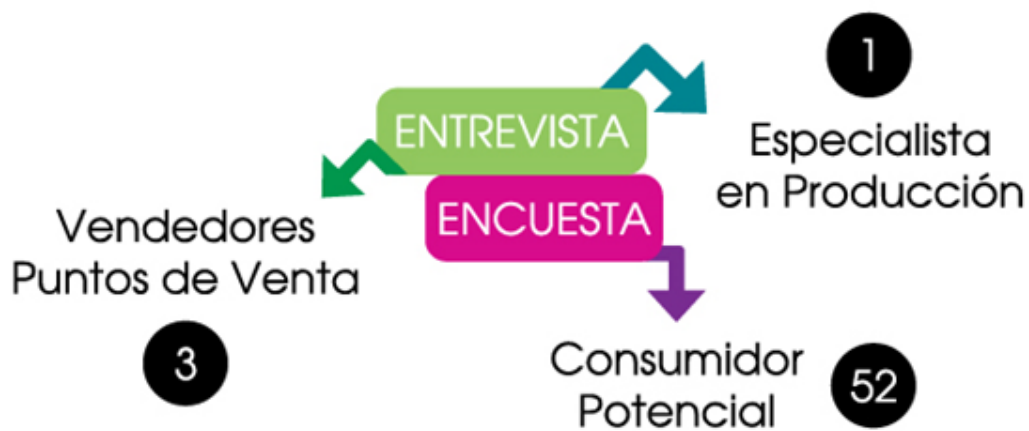 1
ENTREVISTA
Especialista
en Producción
ENCUESTA
Vendedores
Puntos de Venta
3
Consumidor
Potencial
52